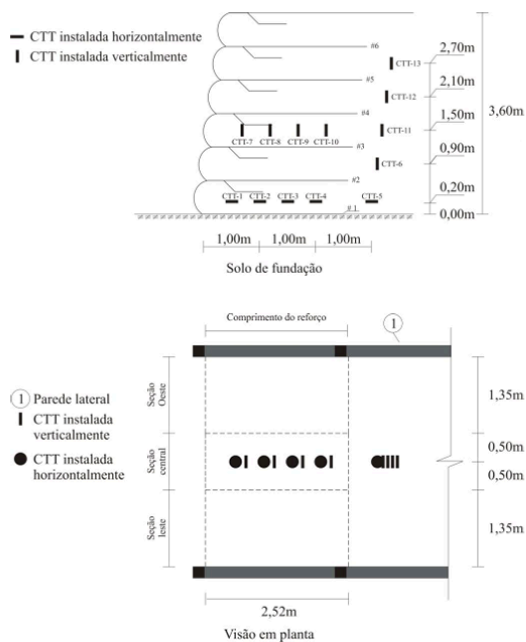 CTT instalada horizontalmente
CTT instalada verticalmente
#6
CTT-13
2,70m
#5
CTT-12
2,10m
#4
3,60m
1,50m
CTT-7
CTT-8
CTT-9
CTT-10
CTT-11
#3
0,90m
CTT-6
#2
0,20m
CTT-1
CTT-2
CTT-3
CTT-4
CTT-5
#1
0,00m
1,00m
1,00m
1,00m
Solo de fundação
Comprimento do reforço
1
1 Parede lateral
CTT instalada
verticalmente
CTT instalada
horizontalmente
Seção
Oeste
1,35m
Seção
central
0,50m
0,50m
Seção
leste
1,35m
2,52m
Visão em planta